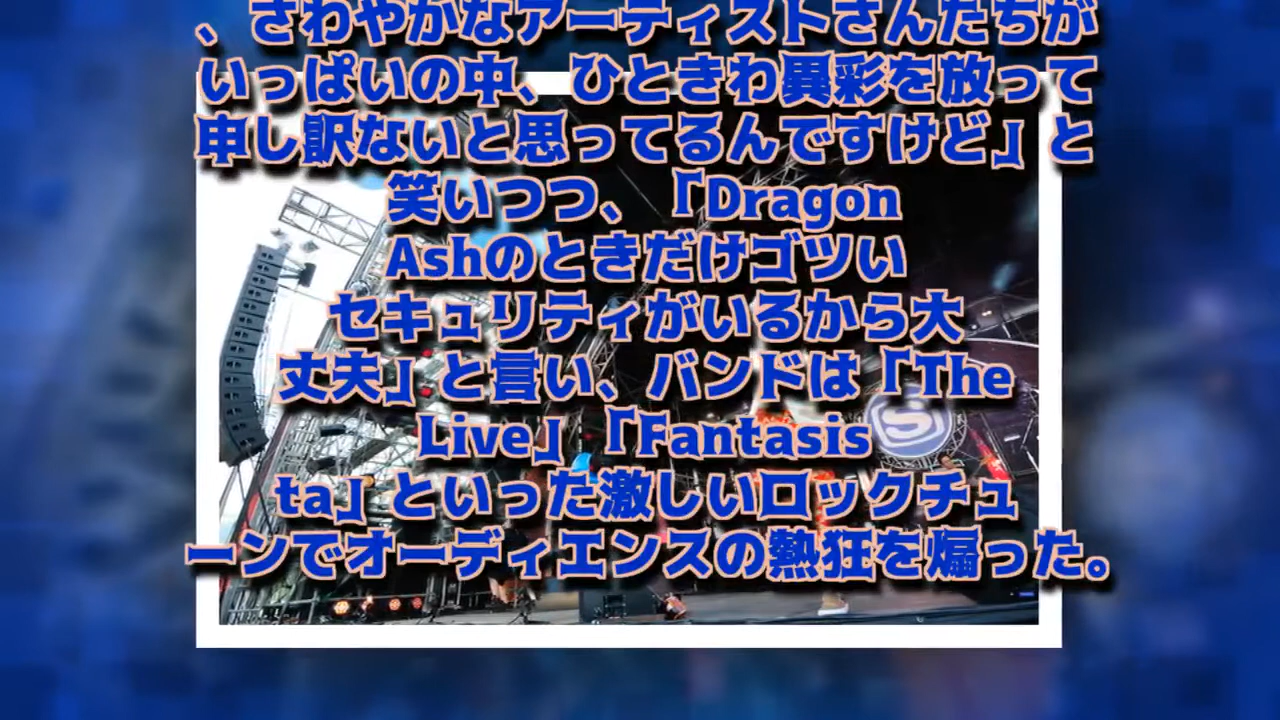 、さわやかなアーティストさんたちが
いっぱいの中、ひときわ異彩を放って
申し訳ないと思ってるんですけど」と
笑いつつ、「Dragon
Ashのときだけゴツい
セキュリティがいるから大
丈夫」と言い、バンドは「The
Live」「Fantasis
ta」といった激しいロックチュ
ーンでオーディエンスの熱狂を煽った。
S